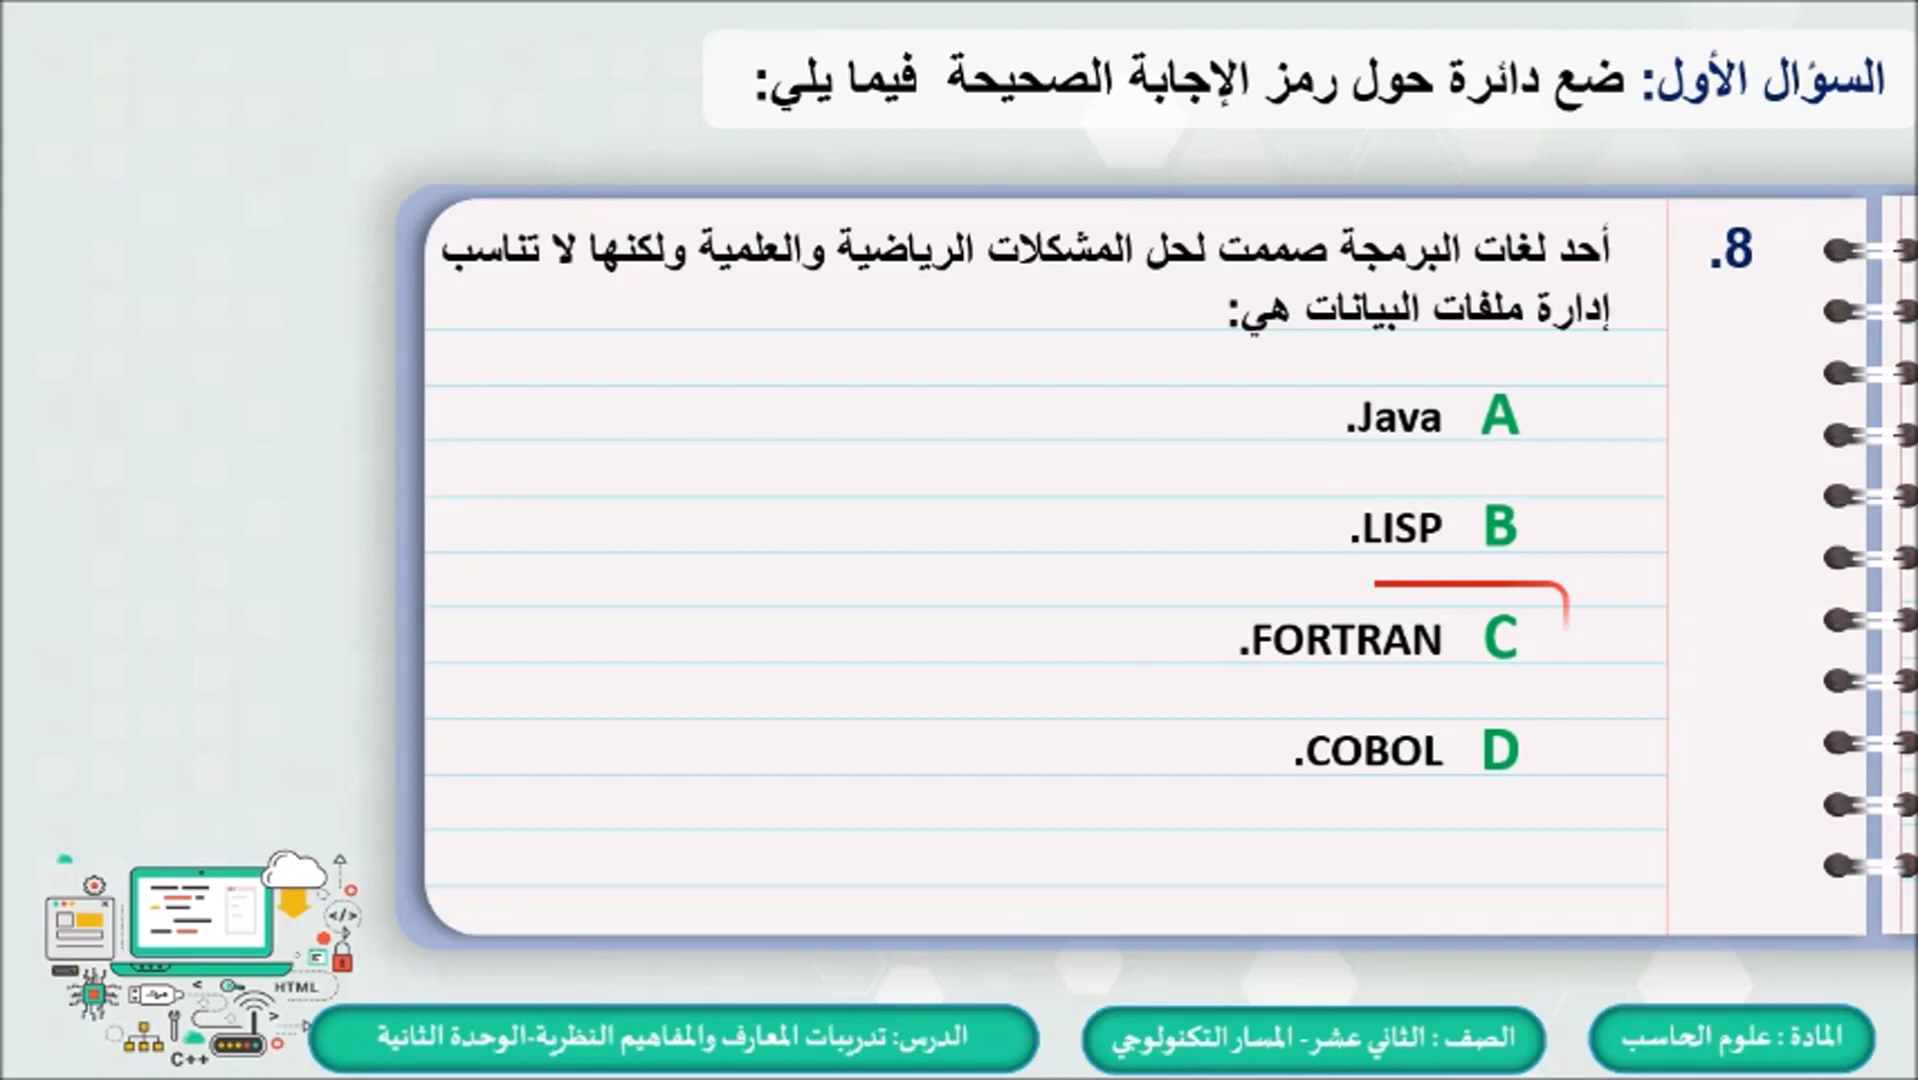 السؤال الأول: ضع دائرة حول رمز الإجابة الصحيحة فيما يلي:
8. أحد لغات البرمجة صممت لحل المشكلات الرياضية والعلمية ولكنها لا تناسب
إدارة ملفات البيانات هي:
A Java.
B LISP.
C FORTRAN.
D COBOL.
</>
HTML
C++
المادة : علوم الحاسب
الصف : الثاني عشر- المسار التكنولوجي
الدرس: تدريبات المعارف والمفاهيم النظرية-الوحدة الثانية